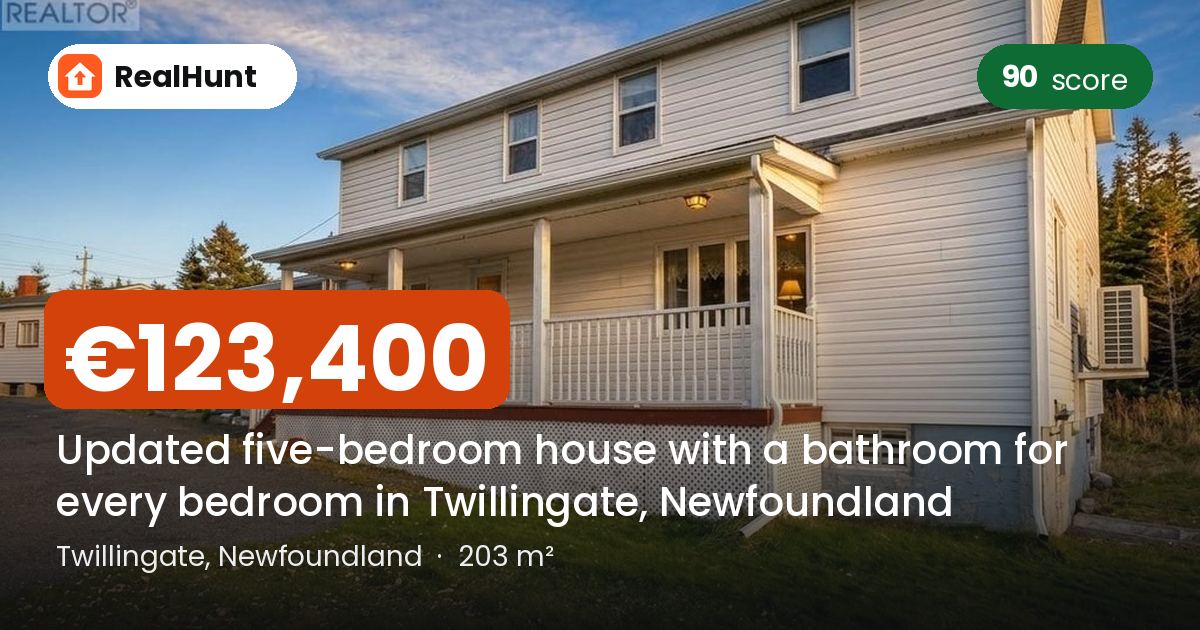 REALTOR®
RealHunt
90 score
€123,400
Updated five-bedroom house with a bathroom for
every bedroom in Twillingate, Newfoundland
Twillingate, Newfoundland · 203 m²